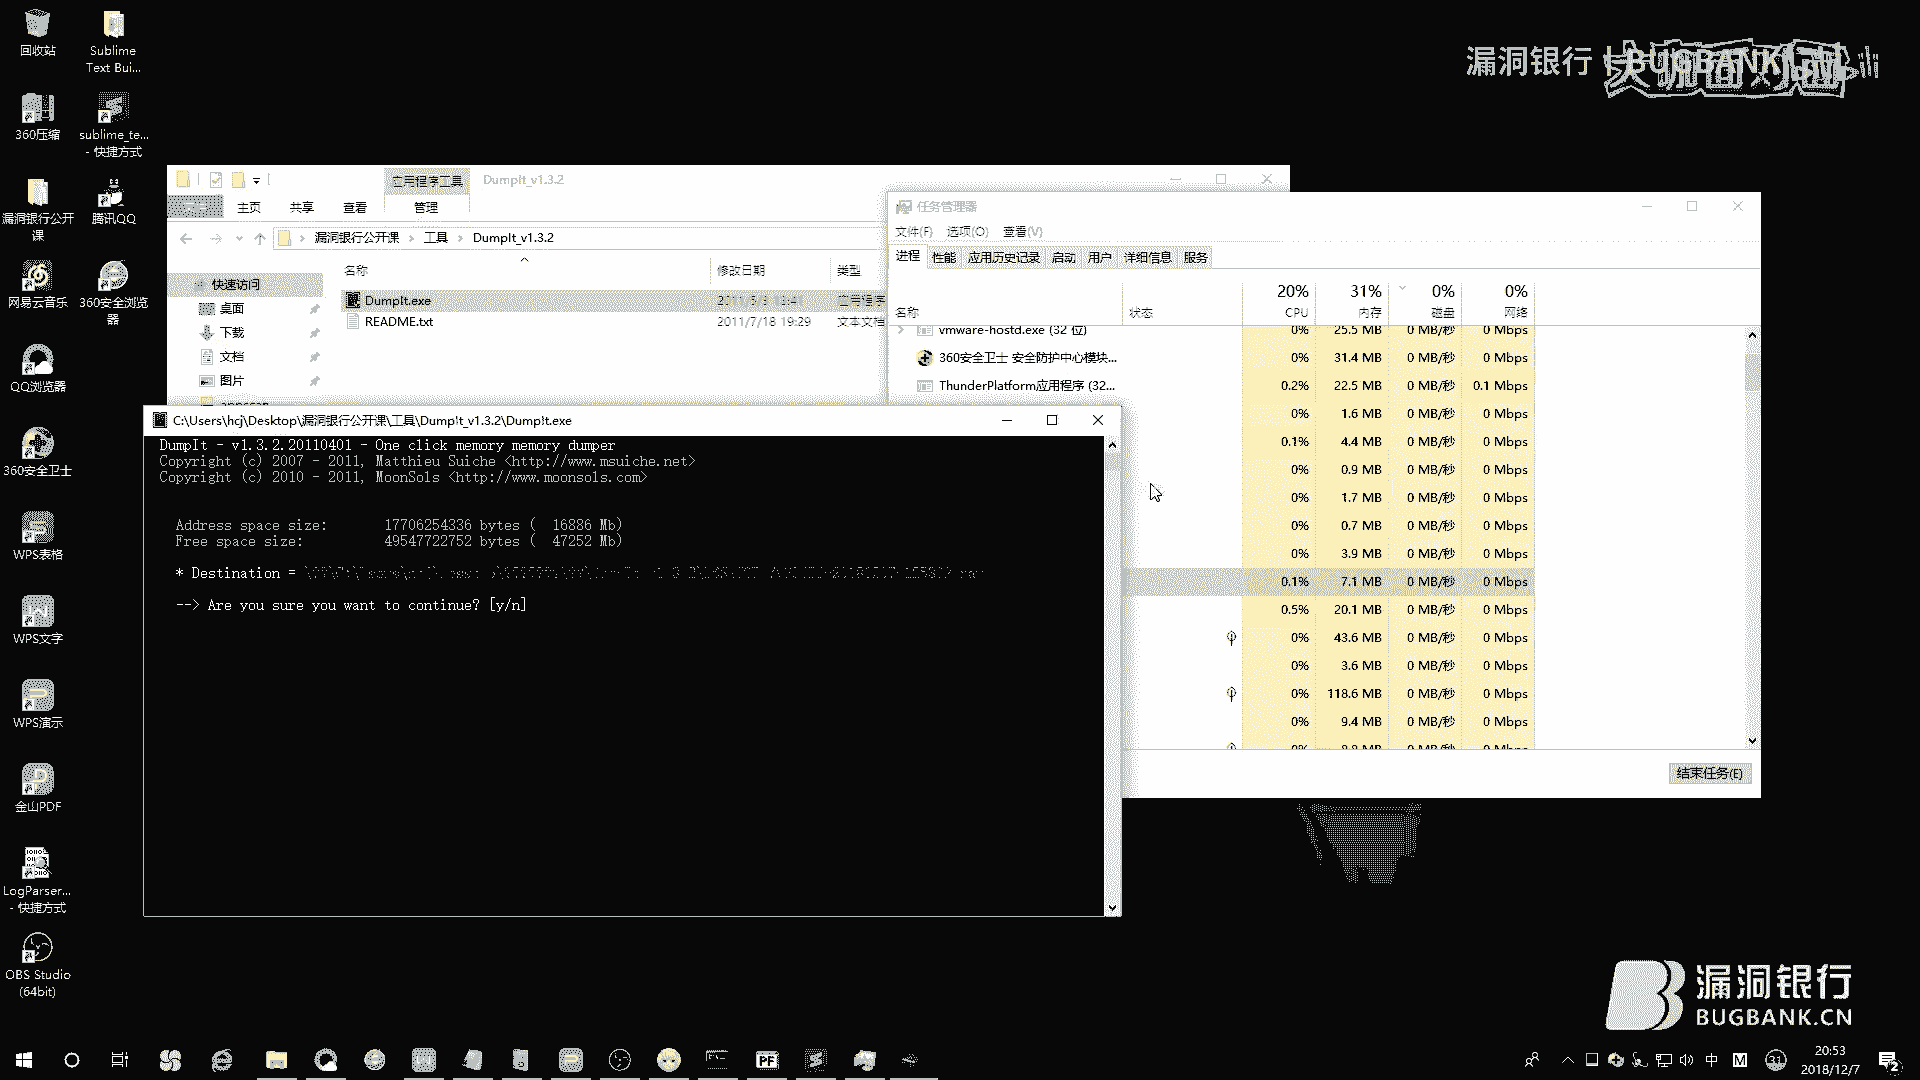 回收站
Sublime
Text Bui...
360压缩
sublime_te...
- 快捷方式
漏洞银行公开
课
腾讯QQ
网易云音乐
360安全浏览
器
QQ浏览器
360安全卫士
WPS表格
WPS文字
WPS演示
金山PDF
LogParser...
- 快捷方式
OBS Studio
(64bit)
漏洞银行
应用程序工具
DumpIt_v1.3.2
主页
共享
查看
管理
漏洞银行公开课
工具
DumpIt_v1.3.2
名称
修改日期
类型
快速访问
桌面
下载
文档
图片
DumpIt.exe
2011/5/3 13:41
应用程序
README.txt
2011/7/18 19:29
文本文档
任务管理器
文件(F) 选项(O) 查看(V)
进程 性能 应用历史记录 启动 用户 详细信息 服务
20% 31% 0% 0%
名称 状态 CPU 内存 磁盘 网络
vmware-hostd.exe (32 位) 0% 25.5 MB 0 MB/秒 0 Mbps
360安全卫士 安全防护中心模块... 0% 31.4 MB 0 MB/秒 0 Mbps
ThunderPlatform应用程序 (32... 0.2% 22.5 MB 0 MB/秒 0.1 Mbps
0% 1.6 MB 0 MB/秒 0 Mbps
0.1% 4.4 MB 0 MB/秒 0 Mbps
0% 0.9 MB 0 MB/秒 0 Mbps
0% 1.7 MB 0 MB/秒 0 Mbps
0% 0.7 MB 0 MB/秒 0 Mbps
0% 3.9 MB 0 MB/秒 0 Mbps
0.1% 7.1 MB 0 MB/秒 0 Mbps
0.5% 20.1 MB 0 MB/秒 0 Mbps
0% 43.6 MB 0 MB/秒 0 Mbps
0% 3.6 MB 0 MB/秒 0 Mbps
0% 118.6 MB 0 MB/秒 0 Mbps
0% 9.4 MB 0 MB/秒 0 Mbps
结束任务(E)
C:\Users\hcj\Desktop\漏洞银行公开课\工具\DumpIt_v1.3.2\DumpIt.exe
DumpIt - v1.3.2.20110401 - One click memory memory dumper
Copyright (c) 2007 - 2011, Matthieu Suiche <http://www.msuiche.net>
Copyright (c) 2010 - 2011, MoonSols <http://www.moonsols.com>
Address space size: 17706254336 bytes ( 16886 Mb)
Free space size: 49547722752 bytes ( 47252 Mb)
* Destination =
--> Are you sure you want to continue? [y/n]
漏洞银行
BUGBANK.CN
中
M
31
20:53
2018/12/7
2